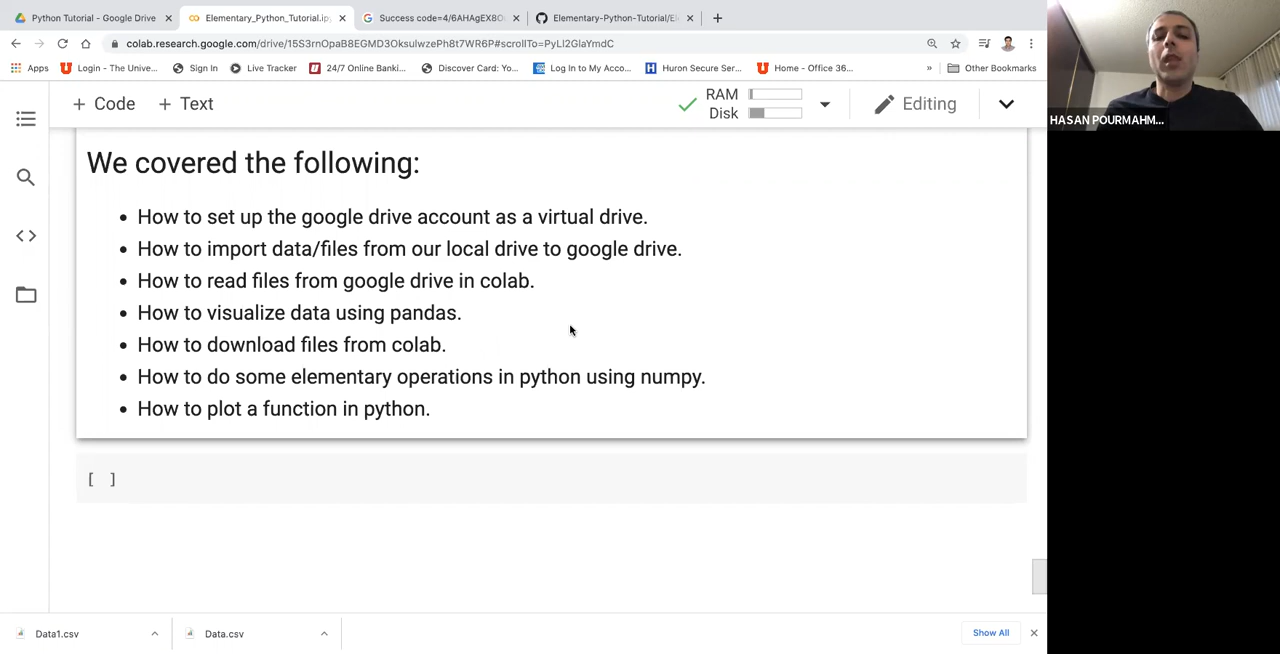 Python Tutorial - Google Drive
Elementary_Python_Tutorial.ip
Success code=4/6AHAgEX8O
Elementary-Python-Tutorial/El
colab.research.google.com/drive/15S3rnOpaB8EGMD3OksulwzePh8t7WR6P#scrollTo=PyLI2GlaYmdC
Apps
Login - The Unive...
Sign In
Live Tracker
24/7 Online Banki...
Discover Card: Yo...
Log In to My Acco...
Huron Secure Ser...
Home - Office 36...
»
Other Bookmarks
+ Code
+ Text
RAM
Disk
Editing
HASAN POURMAHM...
We covered the following:
• How to set up the google drive account as a virtual drive.
• How to import data/files from our local drive to google drive.
• How to read files from google drive in colab.
• How to visualize data using pandas.
• How to download files from colab.
• How to do some elementary operations in python using numpy.
• How to plot a function in python.
[ ]
Data1.csv
Data.csv
Show All